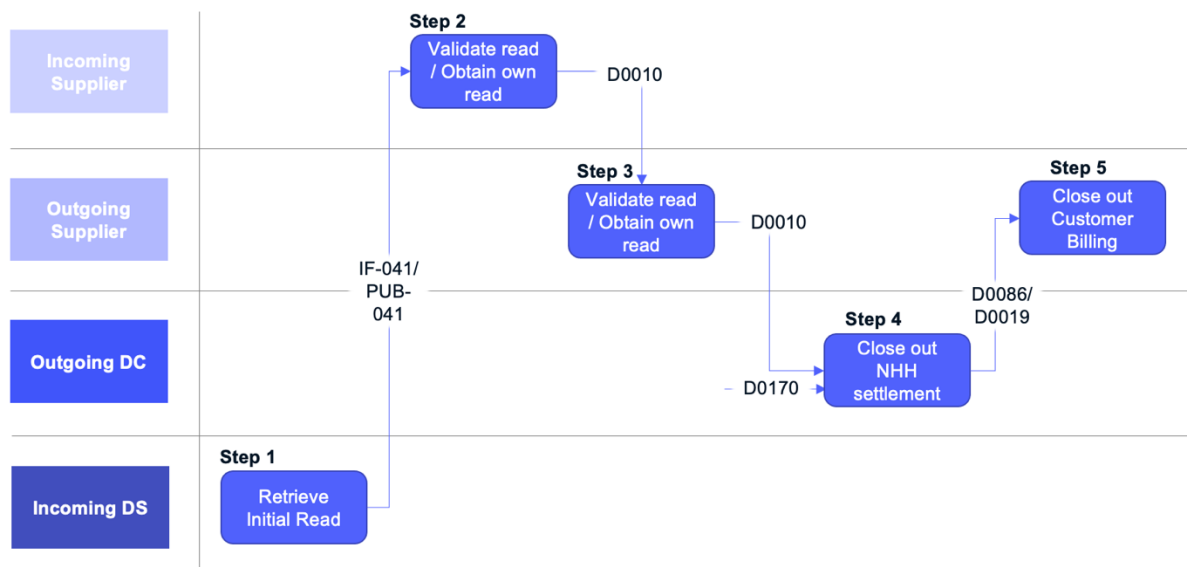 Step 2
Incoming
Supplier
Validate read
/ Obtain own
read
D0010
Step 3
Step 5
Outgoing
Supplier
Validate read
/ Obtain own
read
D0010
Close out
Customer
Billing
IF-041/
PUB-
041
D0086/
D0019
Step 4
Outgoing DC
Close out
NHH
settlement
D0170
Step 1
Incoming DS
Retrieve
Initial Read